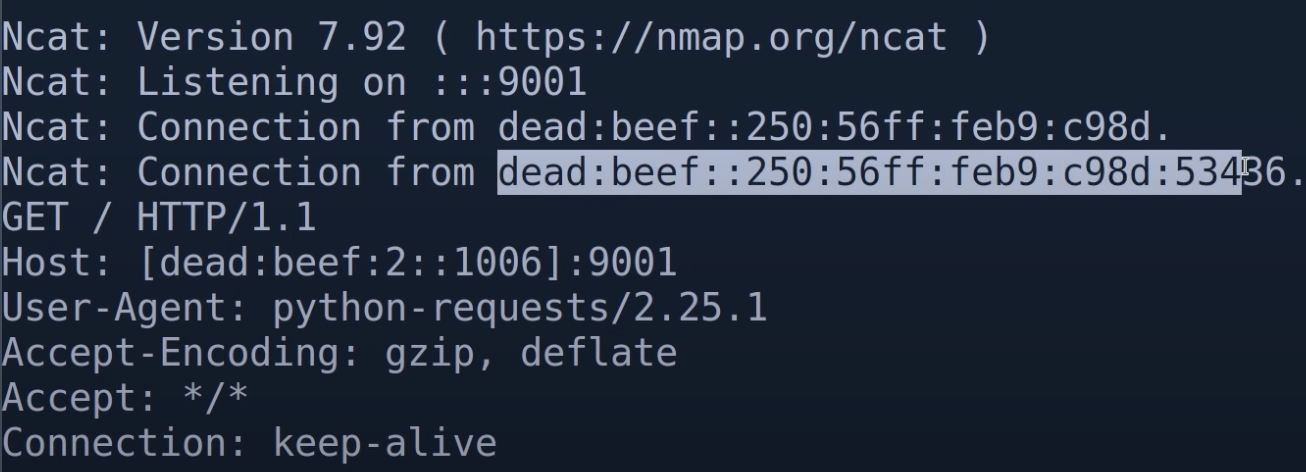 Ncat: Version 7.92 ( https://nmap.org/ncat )
Ncat: Listening on :::9001
Ncat: Connection from dead:beef::250:56ff:feb9:c98d.
Ncat: Connection from dead:beef::250:56ff:feb9:c98d:53436.
GET / HTTP/1.1
Host: [dead:beef:2::1006]:9001
User-Agent: python-requests/2.25.1
Accept-Encoding: gzip, deflate
Accept: */*
Connection: keep-alive